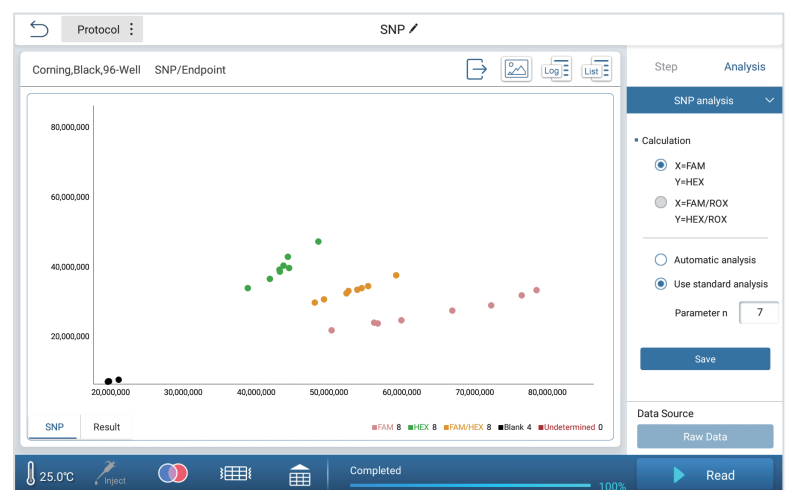 Protocol
SNP
Corning,Black,96-Well SNP/Endpoint
Log
List
Step
Analysis
SNP analysis
80,000,000
60,000,000
40,000,000
20,000,000
20,000,000 30,000,000 40,000,000 50,000,000 60,000,000 70,000,000 80,000,000
SNP
Result
FAM 8 HEX 8 FAM/HEX 8 Blank 4 Undetermined 0
Calculation
X=FAM
Y=HEX
X=FAM/ROX
Y=HEX/ROX
Automatic analysis
Use standard analysis
Parameter n 7
Save
Data Source
Raw Data
25.0℃
Inject
Completed
100%
Read